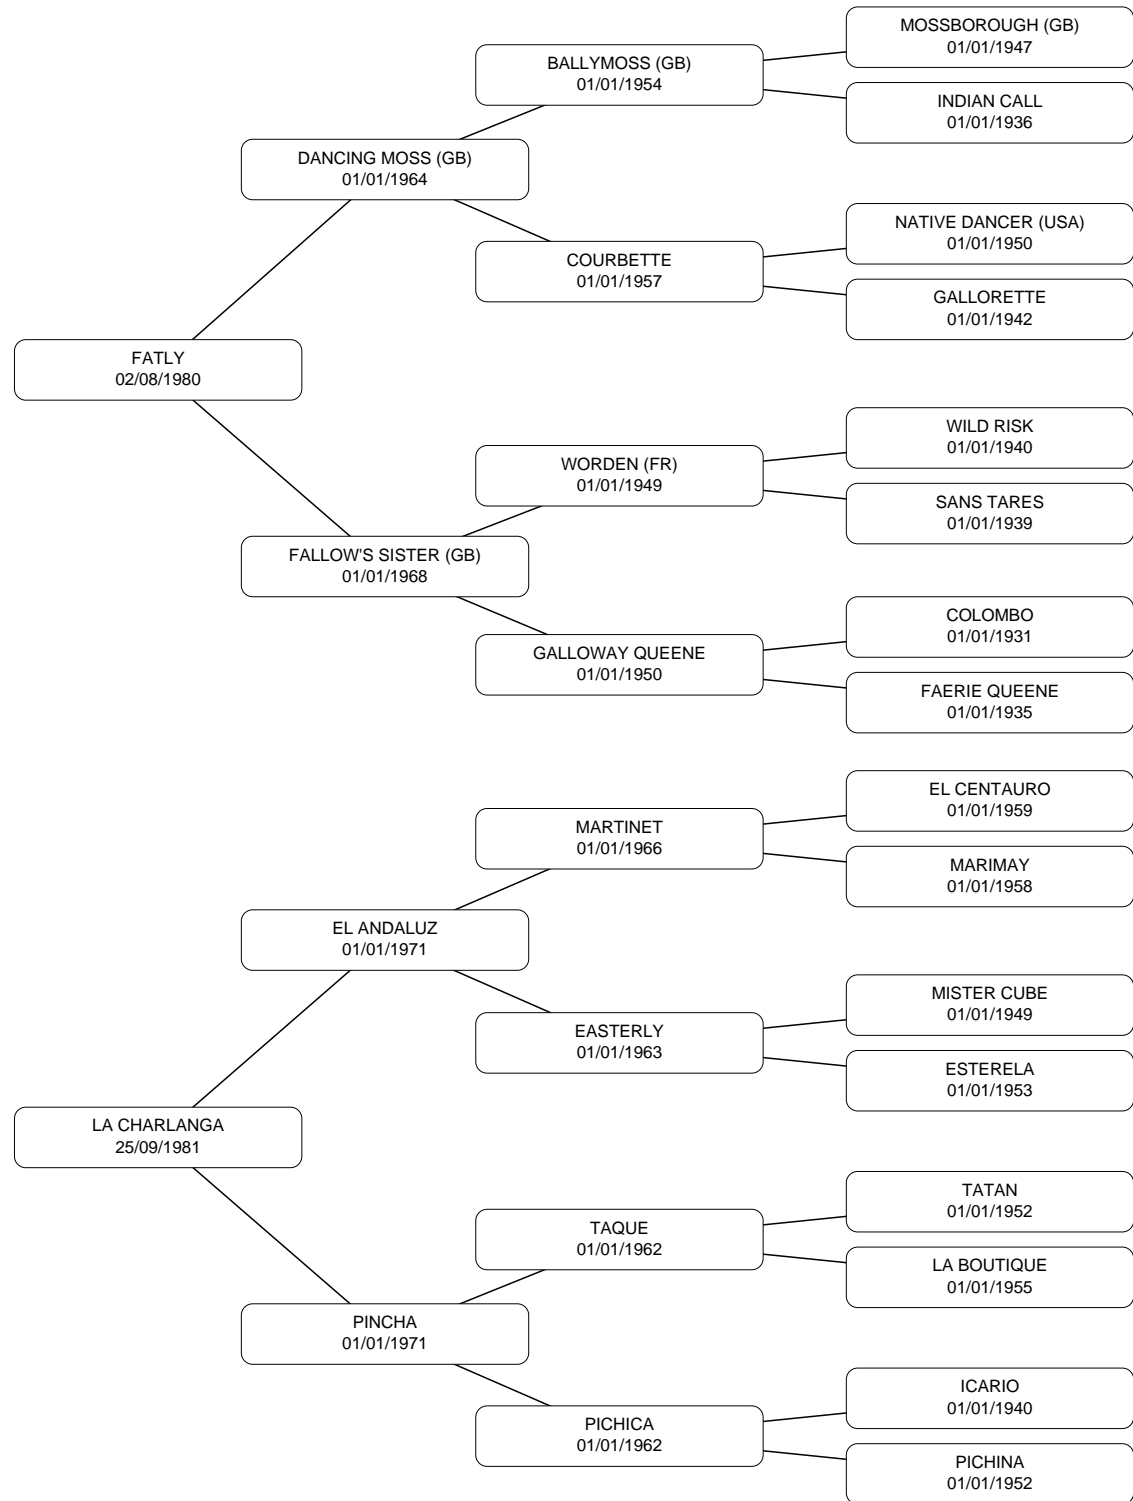 MOSSBOROUGH (GB)
01/01/1947
BALLYMOSS (GB)
01/01/1954
INDIAN CALL
01/01/1936
DANCING MOSS (GB)
01/01/1964
NATIVE DANCER (USA)
01/01/1950
COURBETTE
01/01/1957
GALLORETTE
01/01/1942
FATLY
02/08/1980
WILD RISK
01/01/1940
WORDEN (FR)
01/01/1949
SANS TARES
01/01/1939
FALLOW'S SISTER (GB)
01/01/1968
COLOMBO
01/01/1931
GALLOWAY QUEENE
01/01/1950
FAERIE QUEENE
01/01/1935
EL CENTAURO
01/01/1959
MARTINET
01/01/1966
MARIMAY
01/01/1958
EL ANDALUZ
01/01/1971
MISTER CUBE
01/01/1949
EASTERLY
01/01/1963
ESTERELA
01/01/1953
LA CHARLANGA
25/09/1981
TATAN
01/01/1952
TAQUE
01/01/1962
LA BOUTIQUE
01/01/1955
PINCHA
01/01/1971
ICARIO
01/01/1940
PICHICA
01/01/1962
PICHINA
01/01/1952